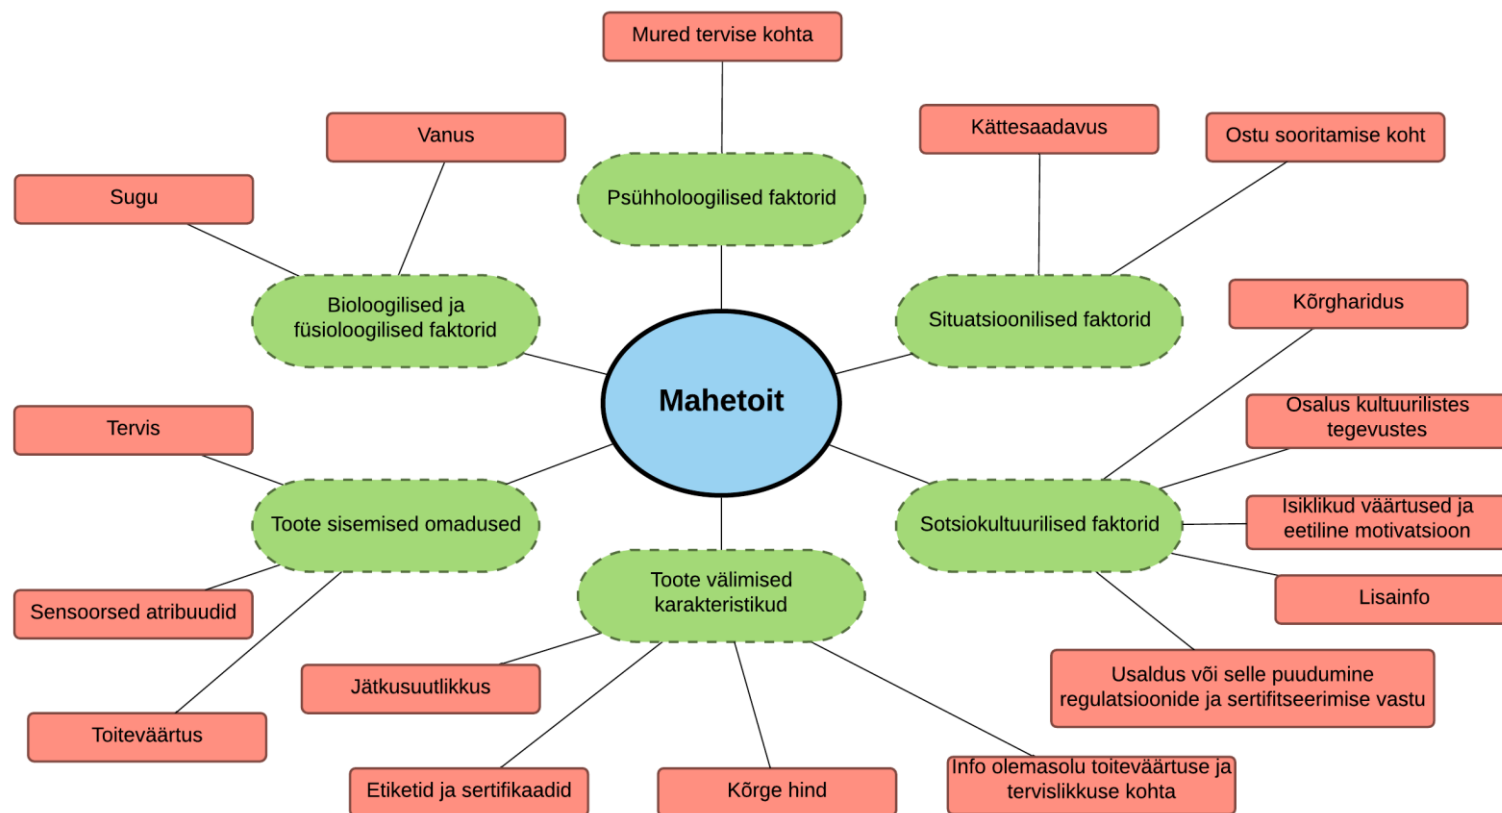 Mured tervise kohta
Vanus
Kättesaadavus
Ostu sooritamise koht
Sugu
Psühholoogilised faktorid
Bioloogilised ja
füsioloogilised faktorid
Situatsioonilised faktorid
Kõrgharidus
Mahetoit
Tervis
Osalus kultuurilistes
tegevustes
Toote sisemised omadused
Sotsiokultuurilised faktorid
Isiklikud väärtused ja
eetiline motivatsioon
Toote välimised
karakteristikud
Sensoorsed atribuudid
Lisainfo
Jätkusuutlikkus
Usaldus või selle puudumine
regulatsioonide ja sertifitseerimise vastu
Toiteväärtus
Etiketid ja sertifikaadid
Kõrge hind
Info olemasolu toiteväärtuse ja
tervislikkuse kohta